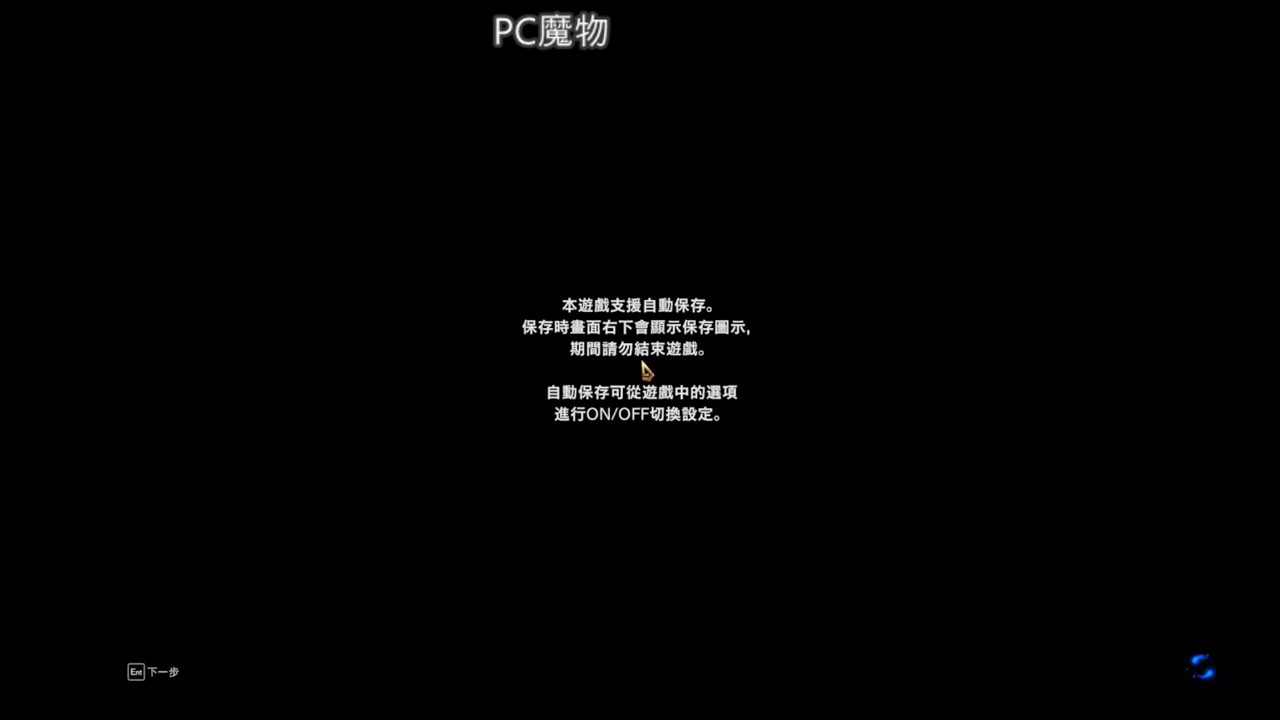 PC魔物
本遊戲支援自動保存。
保存時畫面右下會顯示保存圖示,
期間請勿結束遊戲。
自動保存可從遊戲中的選項
進行ON/OFF切換設定。
Ent 下一步